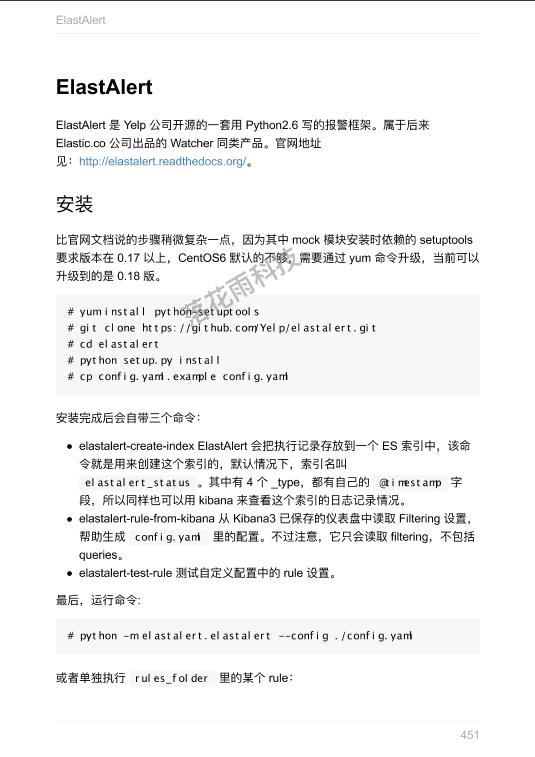 ElastAlert
ElastAlert
ElastAlert 是 Yelp 公司开源的一套用 Python2.6 写的报警框架。属于后来
Elastic.co 公司出品的 Watcher 同类产品。官网地址
见：http://elastalert.readthedocs.org/。
安装
比官网文档说的步骤稍微复杂一点，因为其中 mock 模块安装时依赖的 setuptools
要求版本在 0.17 以上，CentOS6 默认的不够，需要通过 yum 命令升级，当前可以
升级到的是 0.18 版。
落花雨科技
# yum install python-setuptools
# git clone https://github.com/Yelp/elastalert.git
# cd elastalert
# python setup.py install
# cp config.yaml.example config.yaml
安装完成后会自带三个命令：
elastalert-create-index ElastAlert 会把执行记录存放到一个 ES 索引中，该命
令就是用来创建这个索引的，默认情况下，索引名叫
elastalert_status 。其中有 4 个 _type，都有自己的 @timestamp 字
段，所以同样也可以用 kibana 来查看这个索引的日志记录情况。
elastalert-rule-from-kibana 从 Kibana3 已保存的仪表盘中读取 Filtering 设置，
帮助生成 config.yaml 里的配置。不过注意，它只会读取 filtering，不包括
queries。
elastalert-test-rule 测试自定义配置中的 rule 设置。
最后，运行命令:
# python -m elastalert.elastalert --config ./config.yaml
或者单独执行 rules_folder 里的某个 rule：
451